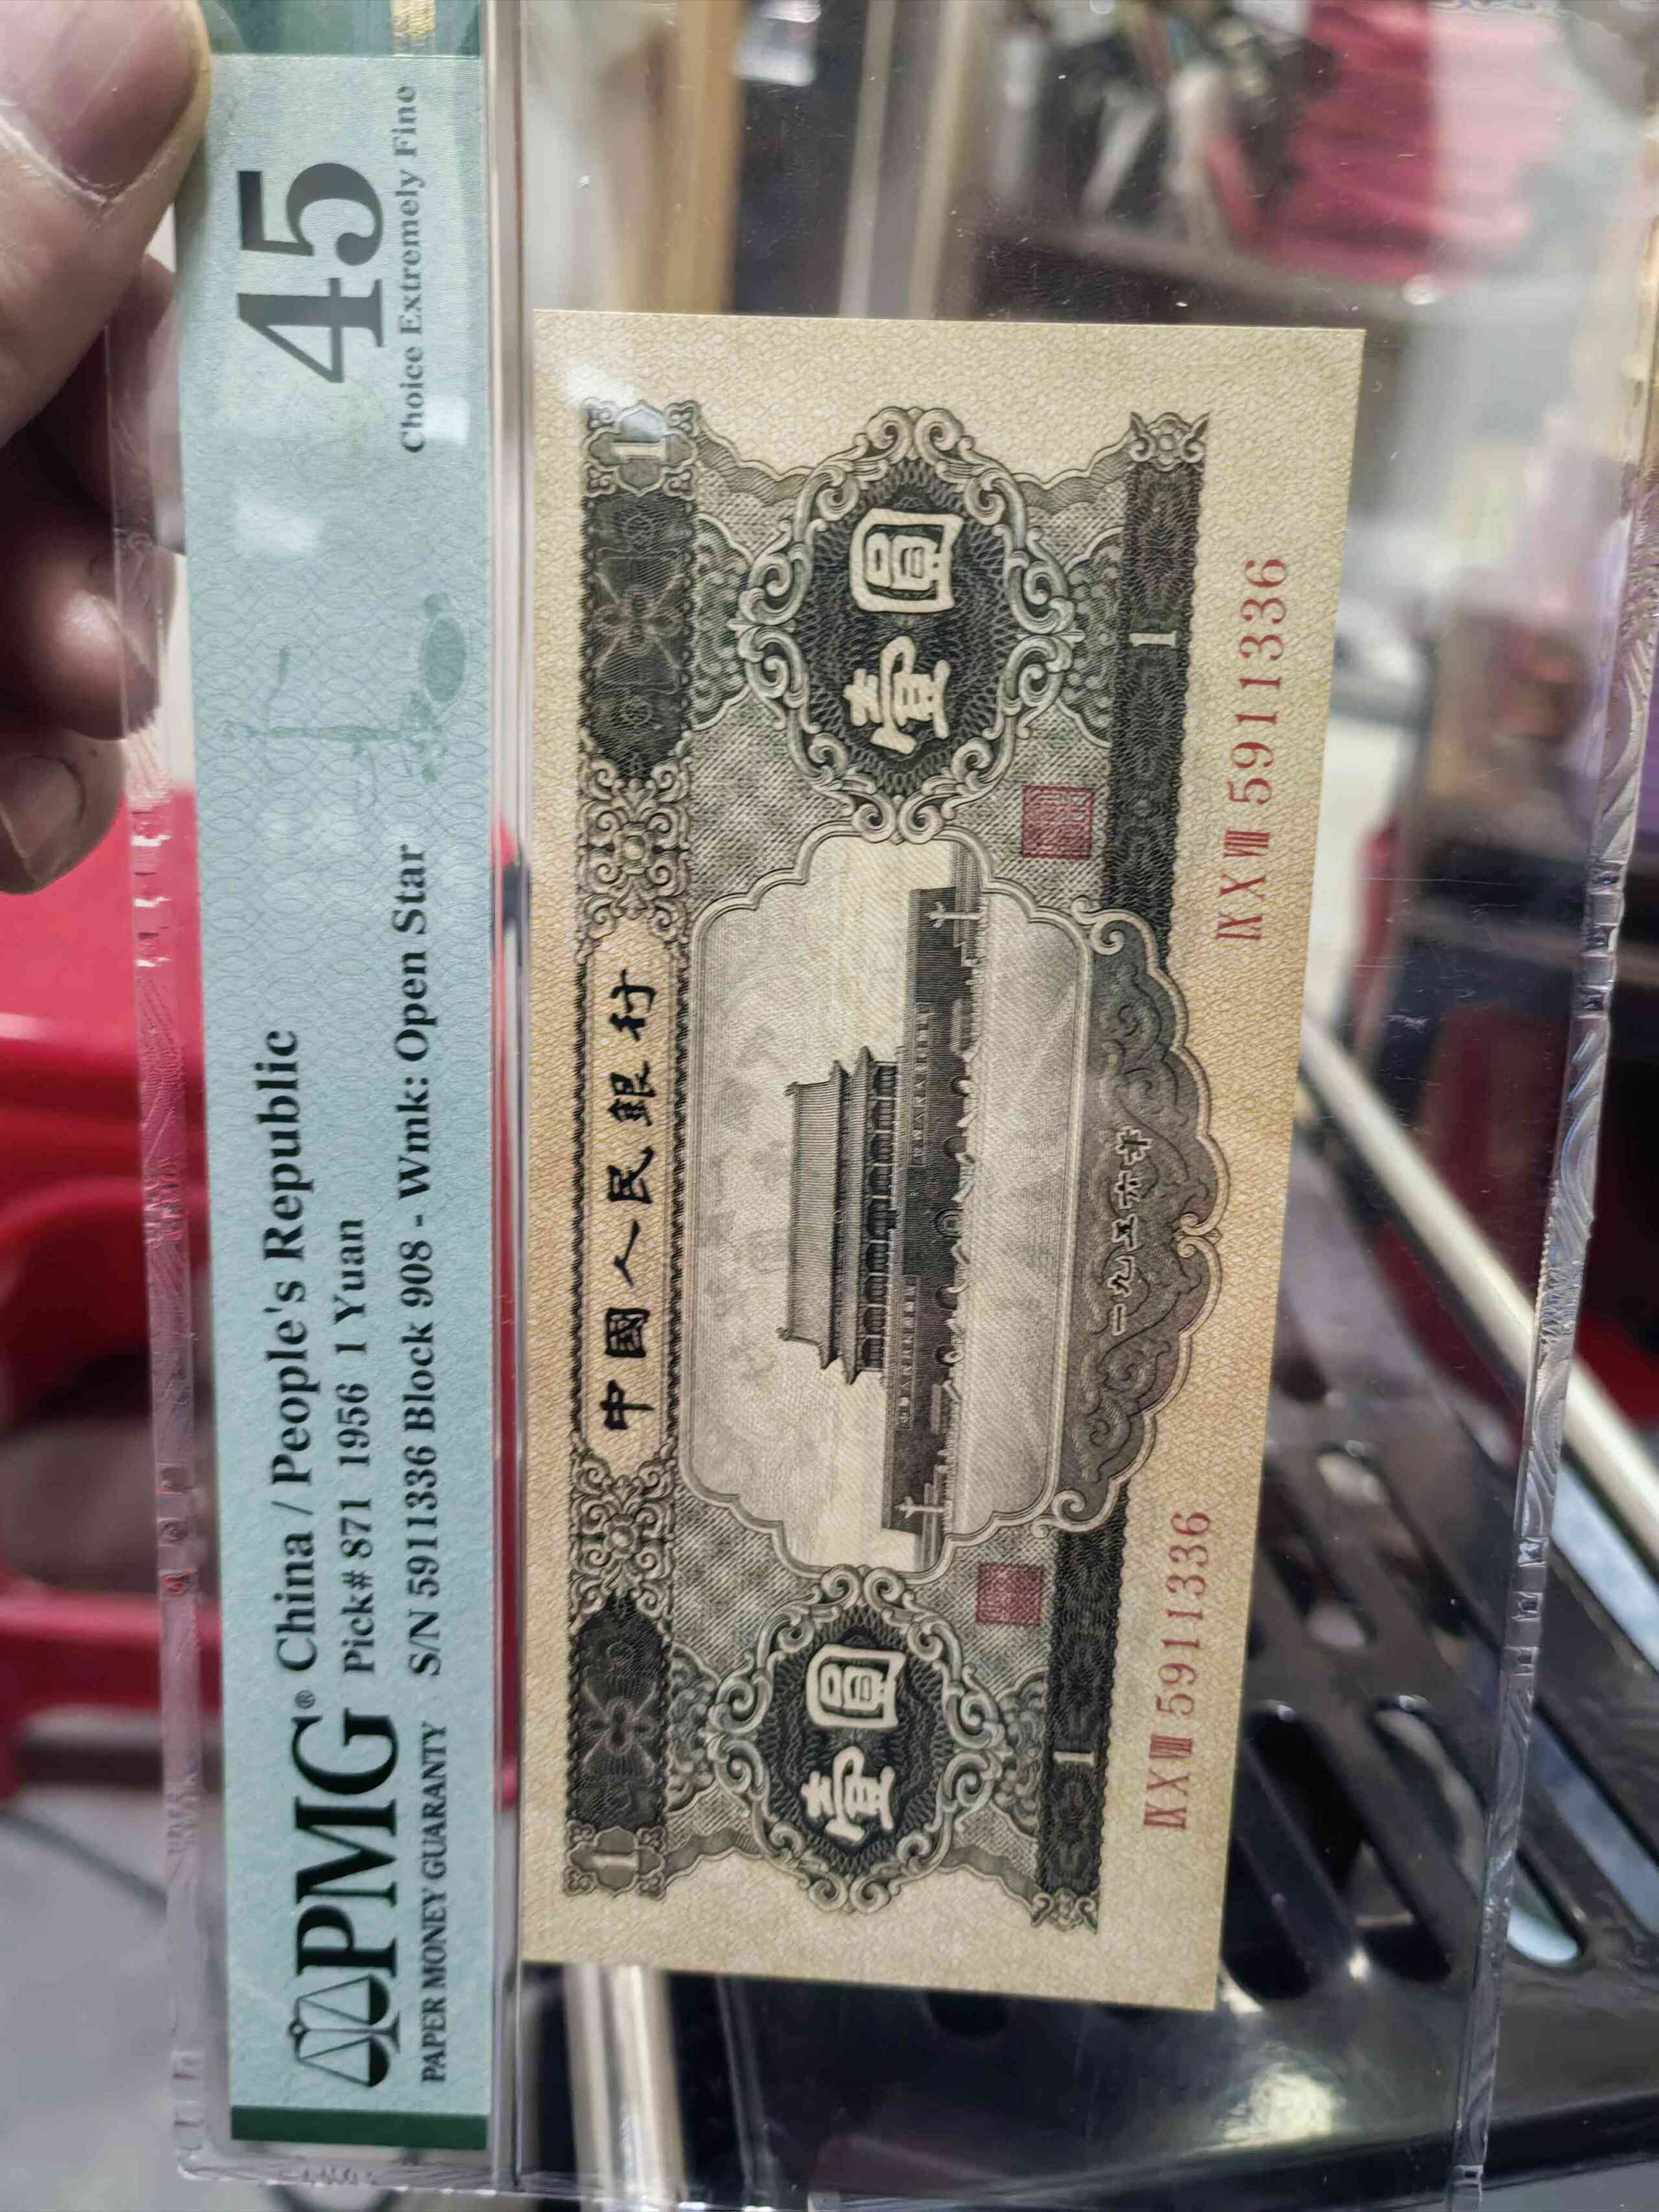 PMG®
PAPER MONEY GUARANTY
China / People's Republic
Pick# 871 1956 1 Yuan
S/N 5911336 Block 908 - Wmk: Open Star
45
Choice Extremely Fine
1
中國人民銀行
1
壹圓
壹圓
1
一九五六年
1
ⅨⅩⅧ 5911336
ⅨⅩⅧ 5911336